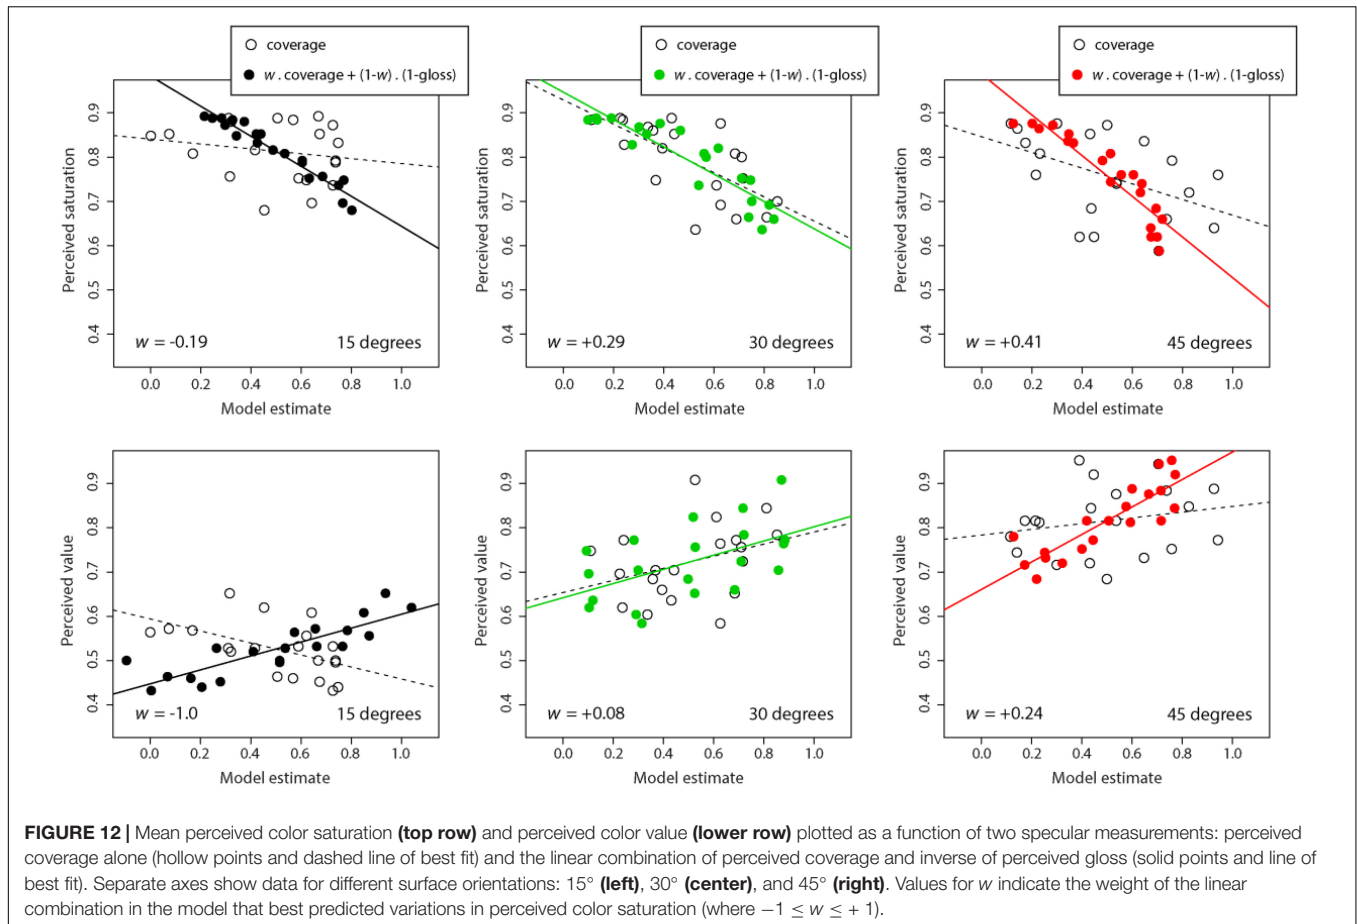 coverage
w . coverage + (1-w) . (1-gloss)
coverage
w . coverage + (1-w) . (1-gloss)
coverage
w . coverage + (1-w) . (1-gloss)
Perceived saturation
0.9
0.8
0.7
0.6
0.5
0.4
w = -0.19
15 degrees
0.0 0.2 0.4 0.6 0.8 1.0
Model estimate
Perceived saturation
0.9
0.8
0.7
0.6
0.5
0.4
w = +0.29
30 degrees
0.0 0.2 0.4 0.6 0.8 1.0
Model estimate
Perceived saturation
0.9
0.8
0.7
0.6
0.5
0.4
w = +0.41
45 degrees
0.0 0.2 0.4 0.6 0.8 1.0
Model estimate
Perceived value
0.9
0.8
0.7
0.6
0.5
0.4
w = -1.0
15 degrees
0.0 0.2 0.4 0.6 0.8 1.0
Model estimate
Perceived value
0.9
0.8
0.7
0.6
0.5
0.4
w = +0.08
30 degrees
0.0 0.2 0.4 0.6 0.8 1.0
Model estimate
Perceived value
0.9
0.8
0.7
0.6
0.5
0.4
w = +0.24
45 degrees
0.0 0.2 0.4 0.6 0.8 1.0
Model estimate
FIGURE 12 | Mean perceived color saturation (top row) and perceived color value (lower row) plotted as a function of two specular measurements: perceived
coverage alone (hollow points and dashed line of best fit) and the linear combination of perceived coverage and inverse of perceived gloss (solid points and line of
best fit). Separate axes show data for different surface orientations: 15° (left), 30° (center), and 45° (right). Values for w indicate the weight of the linear
combination in the model that best predicted variations in perceived color saturation (where −1 ≤ w ≤ + 1).